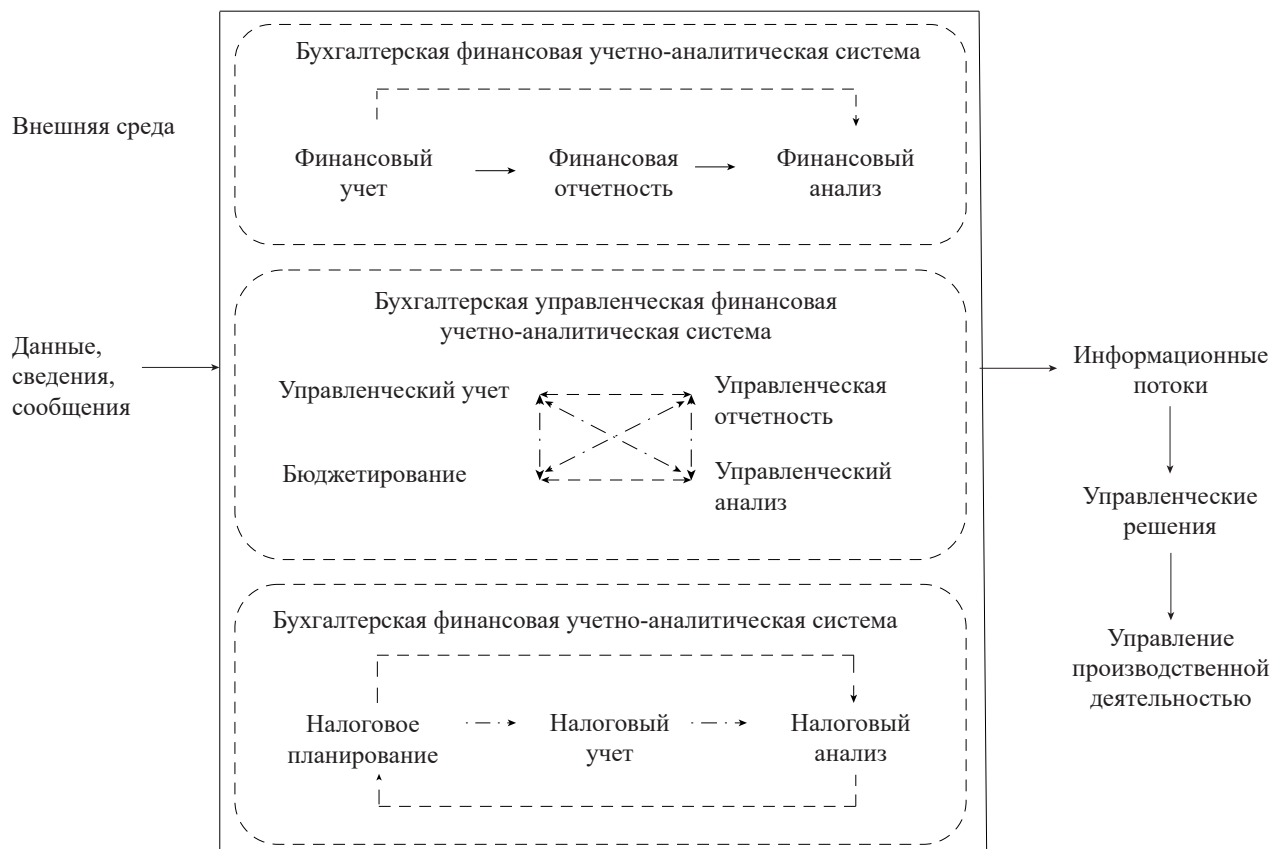 Бухгалтерская финансовая учетно-аналитическая система
Внешняя среда
Финансовый
учет
Финансовая
отчетность
Финансовый
анализ
Бухгалтерская управленческая финансовая
учетно-аналитическая система
Данные,
сведения,
сообщения
Управленческий учет
Управленческая
отчетность
Бюджетирование
Управленческий
анализ
Информационные
потоки
Управленческие
решения
Управление
производственной
деятельностью
Бухгалтерская финансовая учетно-аналитическая система
Налоговое
планирование
Налоговый
учет
Налоговый
анализ